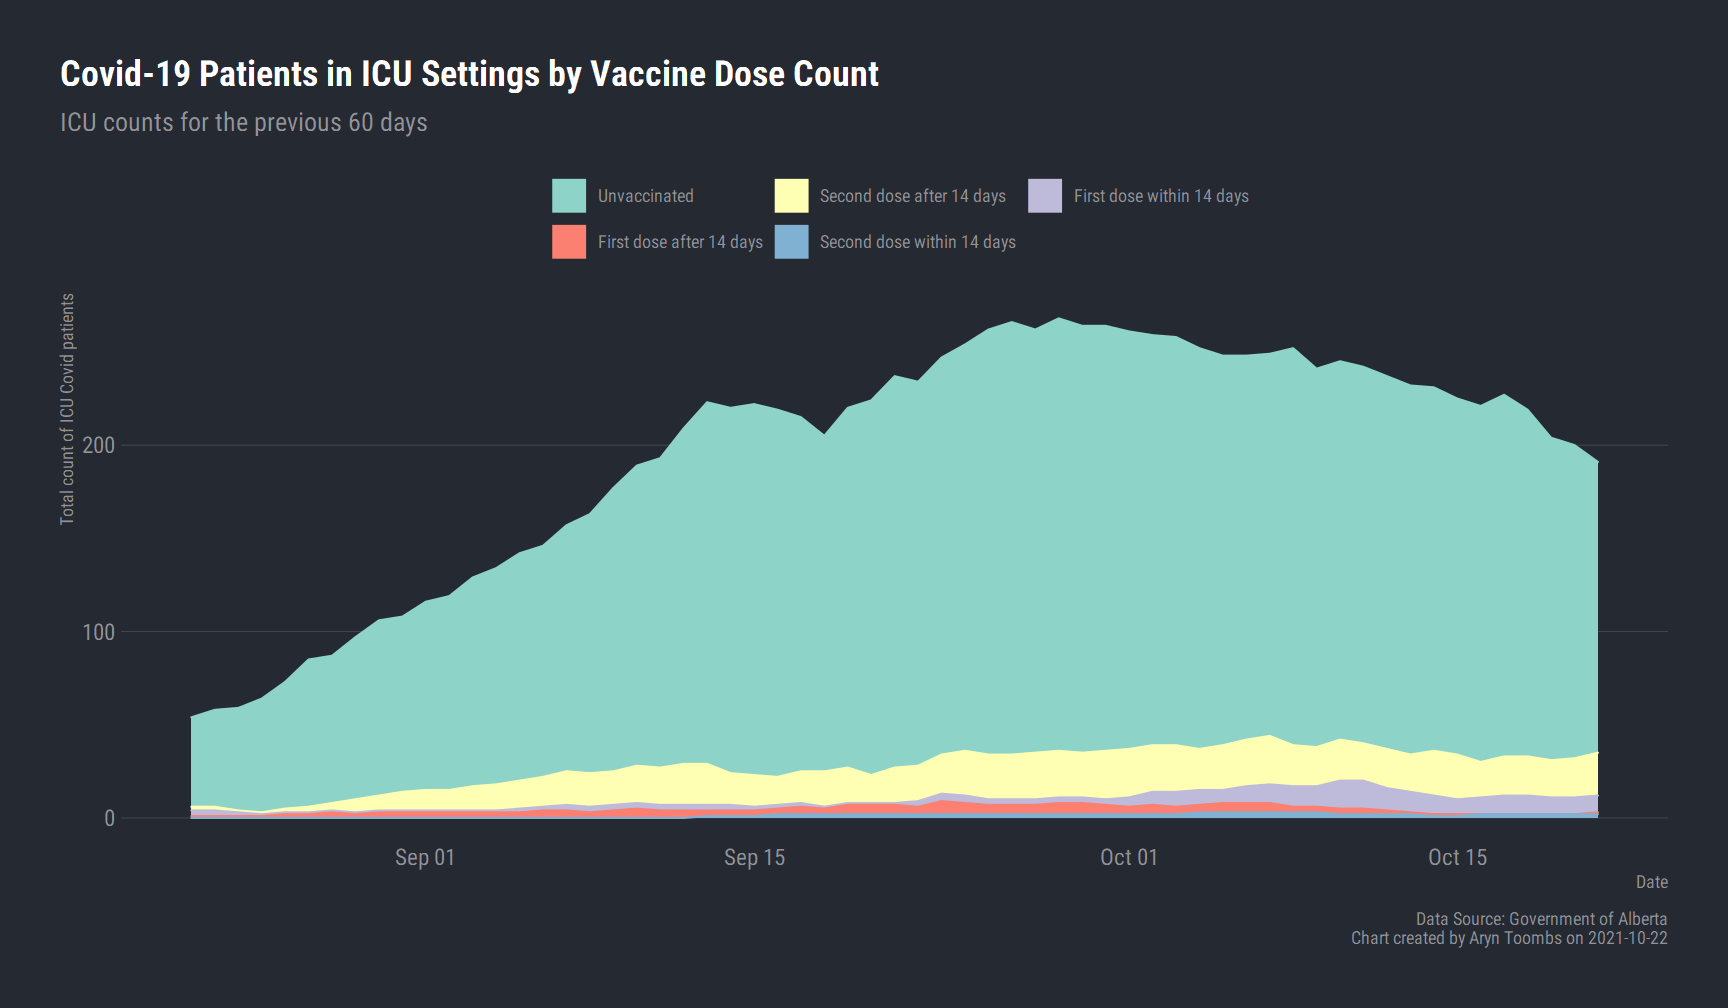 Covid-19 Patients in ICU Settings by Vaccine Dose Count
ICU counts for the previous 60 days
Unvaccinated
Second dose after 14 days
First dose within 14 days
First dose after 14 days
Second dose within 14 days
Total count of ICU Covid patients
200
100
0
Sep 01
Sep 15
Oct 01
Oct 15
Date
Data Source: Government of Alberta
Chart created by Aryn Toombs on 2021-10-22